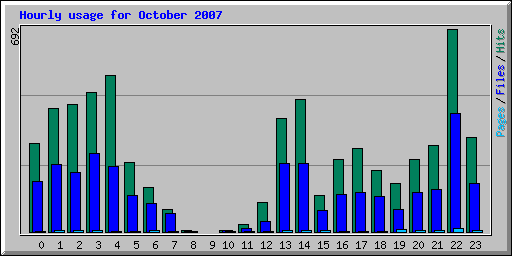 Hourly usage for October 2007
692
Pages / Files / Hits
0 1 2 3 4 5 6 7 8 9 10 11 12 13 14 15 16 17 18 19 20 21 22 23